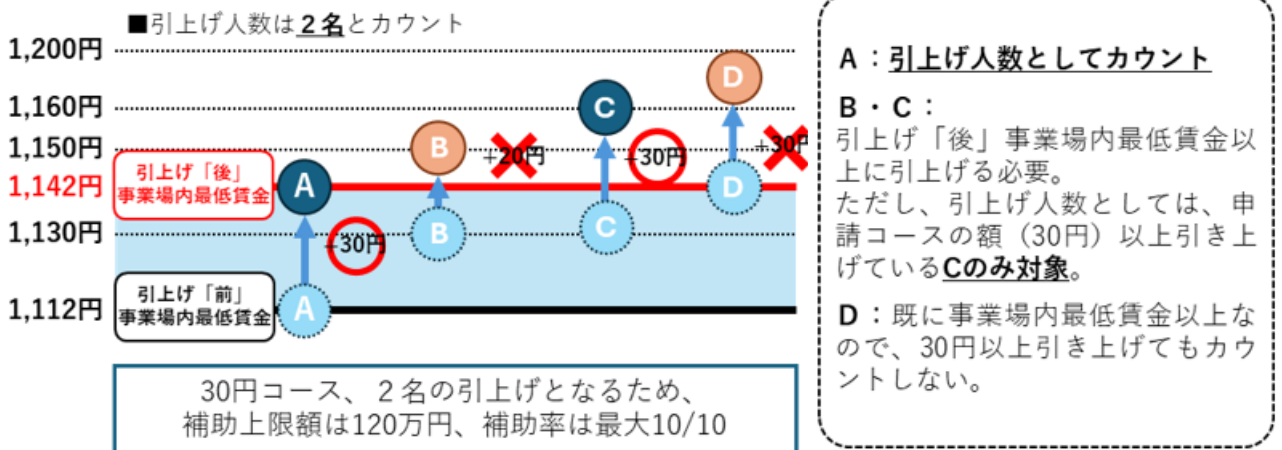 ■引上げ人数は２名とカウント
1,200円
1,160円
1,150円
1,142円
1,130円
1,112円
引上げ「後」
事業場内最低賃金
引上げ「前」
事業場内最低賃金
A
A
+30円
B
B
+20円
C
C
+30円
D
D
+30円
30円コース、２名の引上げとなるため、
補助上限額は120万円、補助率は最大10/10
A：引上げ人数としてカウント
B・C：
引上げ「後」事業場内最低賃金以
上に引上げる必要。
ただし、引上げ人数としては、申
請コースの額（30円）以上引き上
げているCのみ対象。
D：既に事業場内最低賃金以上な
ので、30円以上引き上げてもカウ
ントしない。